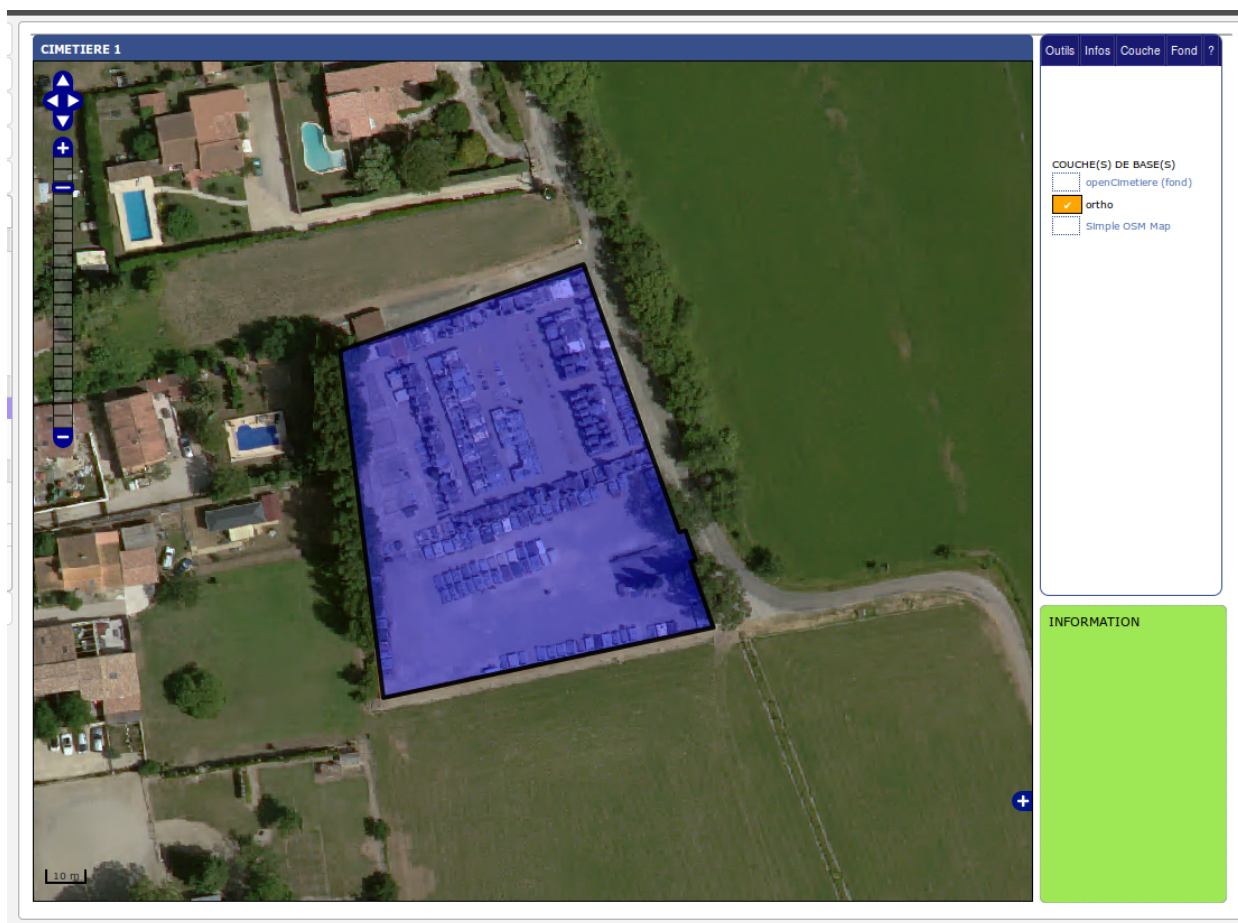 CIMETIERE 1
Outils Infos Couche Fond ?
COUCHE(S) DE BASE(S)
openCimetiere (fond)
ortho
Simple OSM Map
INFORMATION
10 m